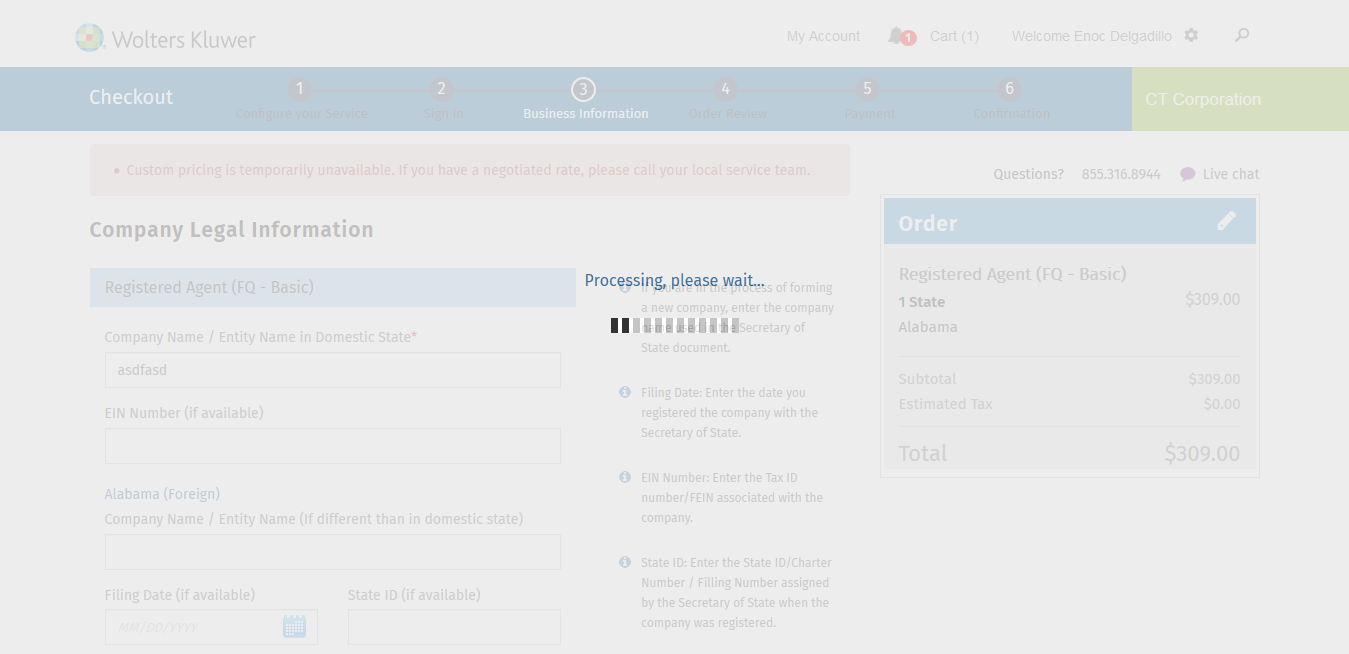 Wolters Kluwer
My Account
1
Cart (1)
Welcome Enoc Delgadillo
Checkout
1
Configure your Service
2
Sign In
3
Business Information
4
Order Review
5
Payment
6
Confirmation
CT Corporation
Custom pricing is temporarily unavailable. If you have a negotiated rate, please call your local service team.
Questions? 855.316.8944 Live chat
Company Legal Information
Registered Agent (FQ - Basic)
Company Name / Entity Name in Domestic State*
asdfasd
EIN Number (if available)
Alabama (Foreign)
Company Name / Entity Name (If different than in domestic state)
Filing Date (if available)
MM/DD/YYYY
State ID (if available)
Processing, please wait...
If you are in the process of forming
a new company, enter the company
name used in the Secretary of
State document.
Filing Date: Enter the date you
registered the company with the
Secretary of State.
EIN Number: Enter the Tax ID
number/FEIN associated with the
company.
State ID: Enter the State ID/Charter
Number / Filling Number assigned
by the Secretary of State when the
company was registered.
Order
Registered Agent (FQ - Basic)
1 State $309.00
Alabama
Subtotal $309.00
Estimated Tax $0.00
Total $309.00